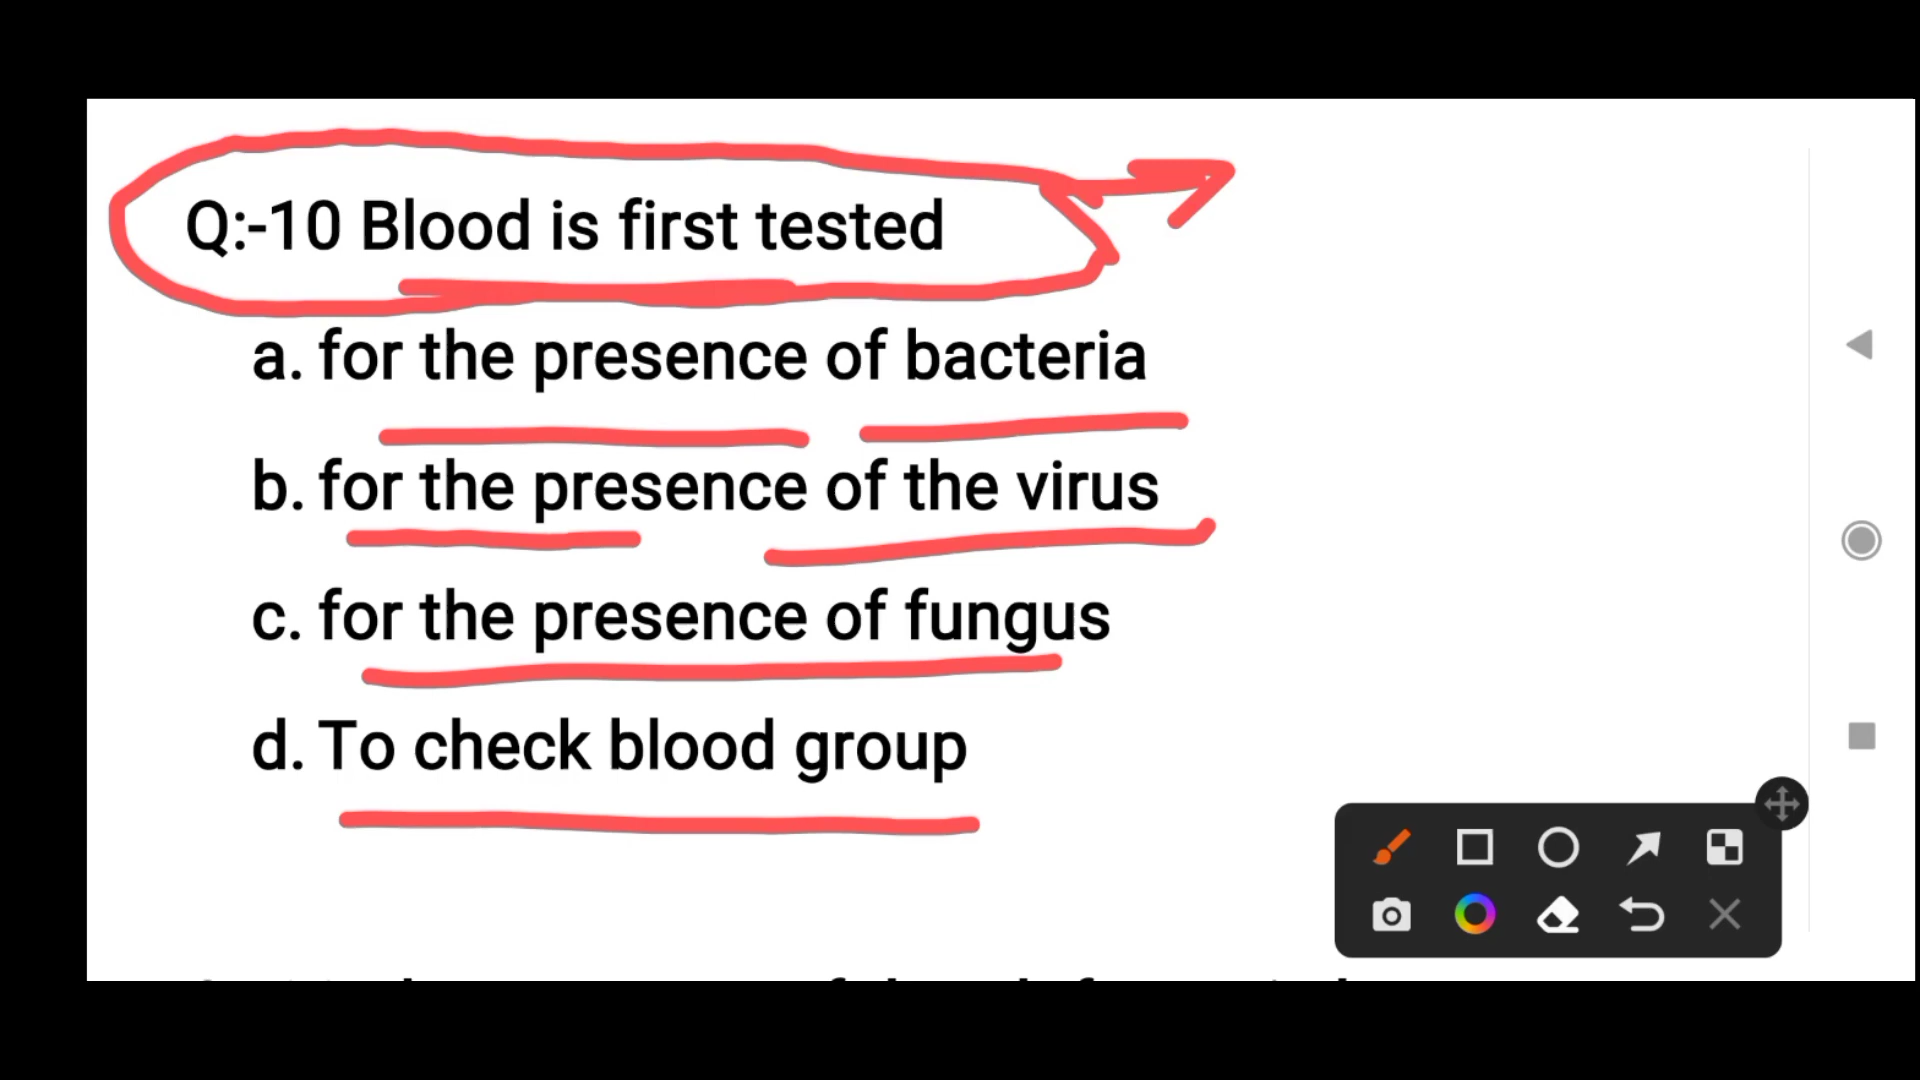 Q:-10 Blood is first tested
a. for the presence of bacteria
b. for the presence of the virus
c. for the presence of fungus
d. To check blood group